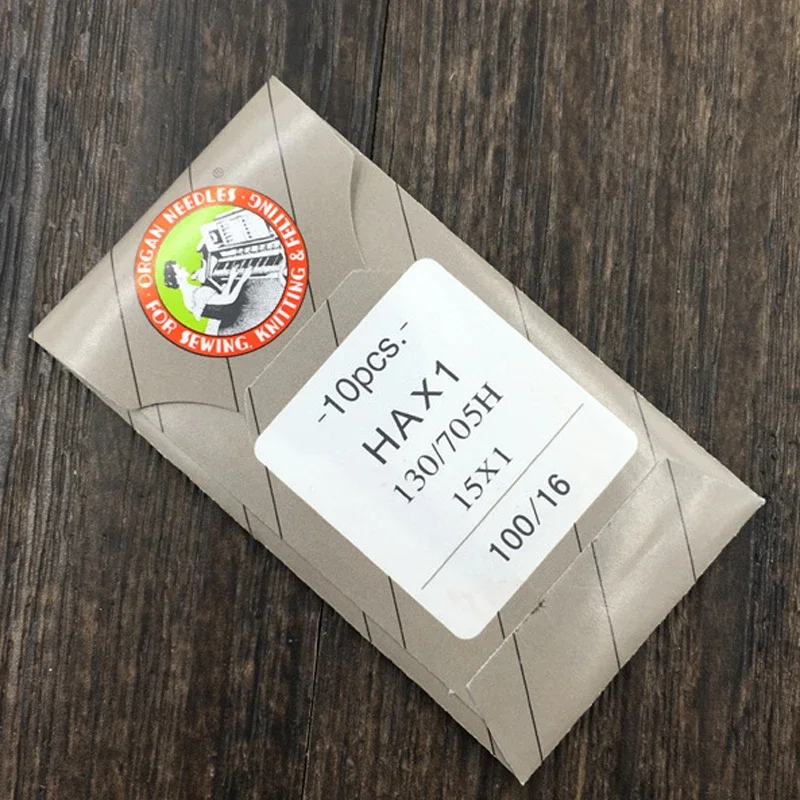 ®
ORGAN NEEDLES · FOR SEWING, KNITTING & FELTING ·
-10pcs.-
HA X 1
130/705H
15X1
100/16